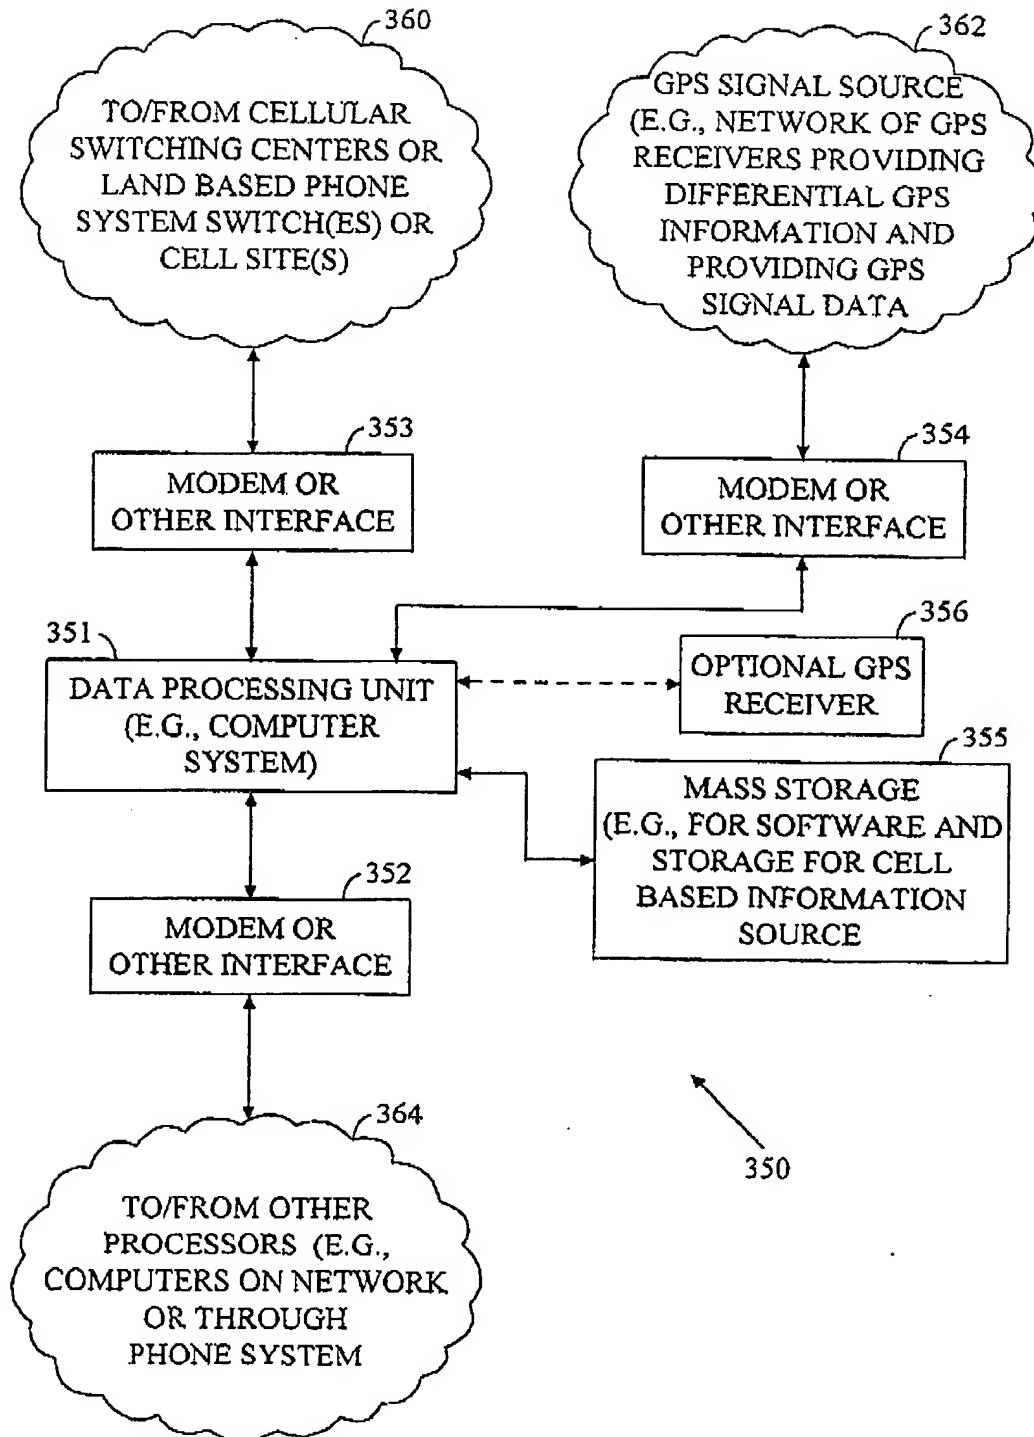 360
TO/FROM CELLULAR
SWITCHING CENTERS OR
LAND BASED PHONE
SYSTEM SWITCH(ES) OR
CELL SITE(S)
362
GPS SIGNAL SOURCE
(E.G., NETWORK OF GPS
RECEIVERS PROVIDING
DIFFERENTIAL GPS
INFORMATION AND
PROVIDING GPS
SIGNAL DATA
353
MODEM OR
OTHER INTERFACE
354
MODEM OR
OTHER INTERFACE
351
DATA PROCESSING UNIT
(E.G., COMPUTER
SYSTEM)
356
OPTIONAL GPS
RECEIVER
355
MASS STORAGE
(E.G., FOR SOFTWARE AND
STORAGE FOR CELL
BASED INFORMATION
SOURCE
352
MODEM OR
OTHER INTERFACE
364
TO/FROM OTHER
PROCESSORS (E.G.,
COMPUTERS ON NETWORK
OR THROUGH
PHONE SYSTEM
350